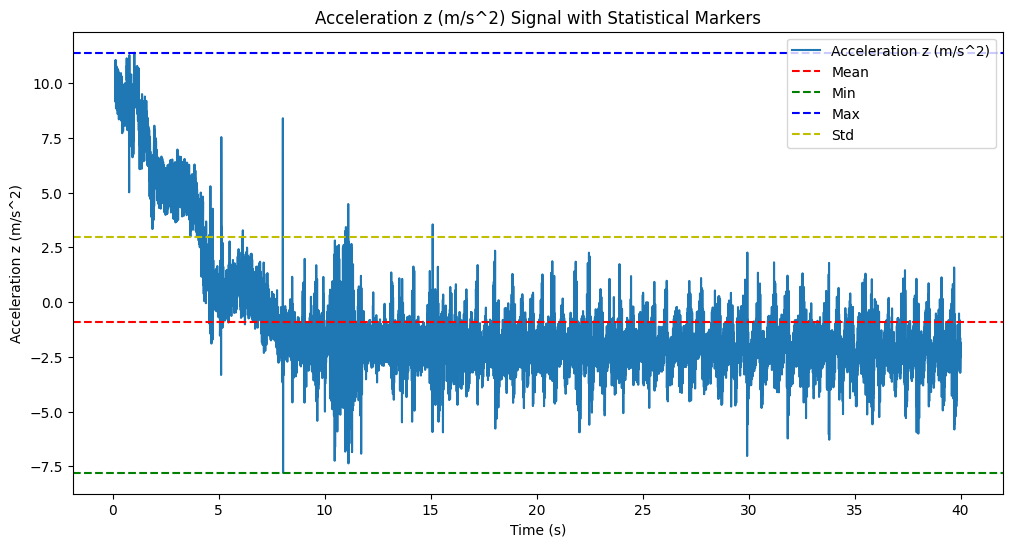 Acceleration z (m/s^2) Signal with Statistical Markers
Acceleration z (m/s^2)
Mean
Min
Max
Std
Acceleration z (m/s^2)
10.0
7.5
5.0
2.5
0.0
−2.5
−5.0
−7.5
0
5
10
15
20
25
30
35
40
Time (s)